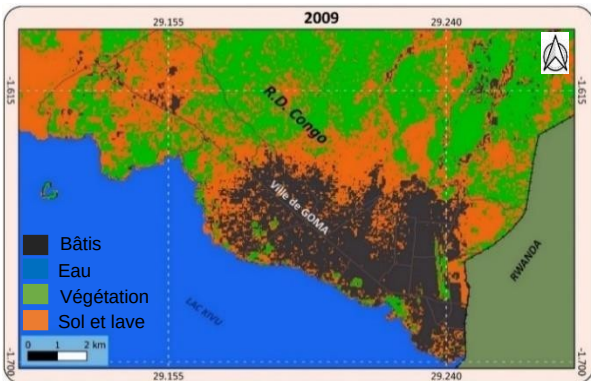 2009
29.155
29.240
-1.615
-1.615
R.D. Congo
Ville de GOMA
RWANDA
LAC KIVU
Bâtis
Eau
Végétation
Sol et lave
0 1 2 km
-1.700
-1.700
29.155
29.240